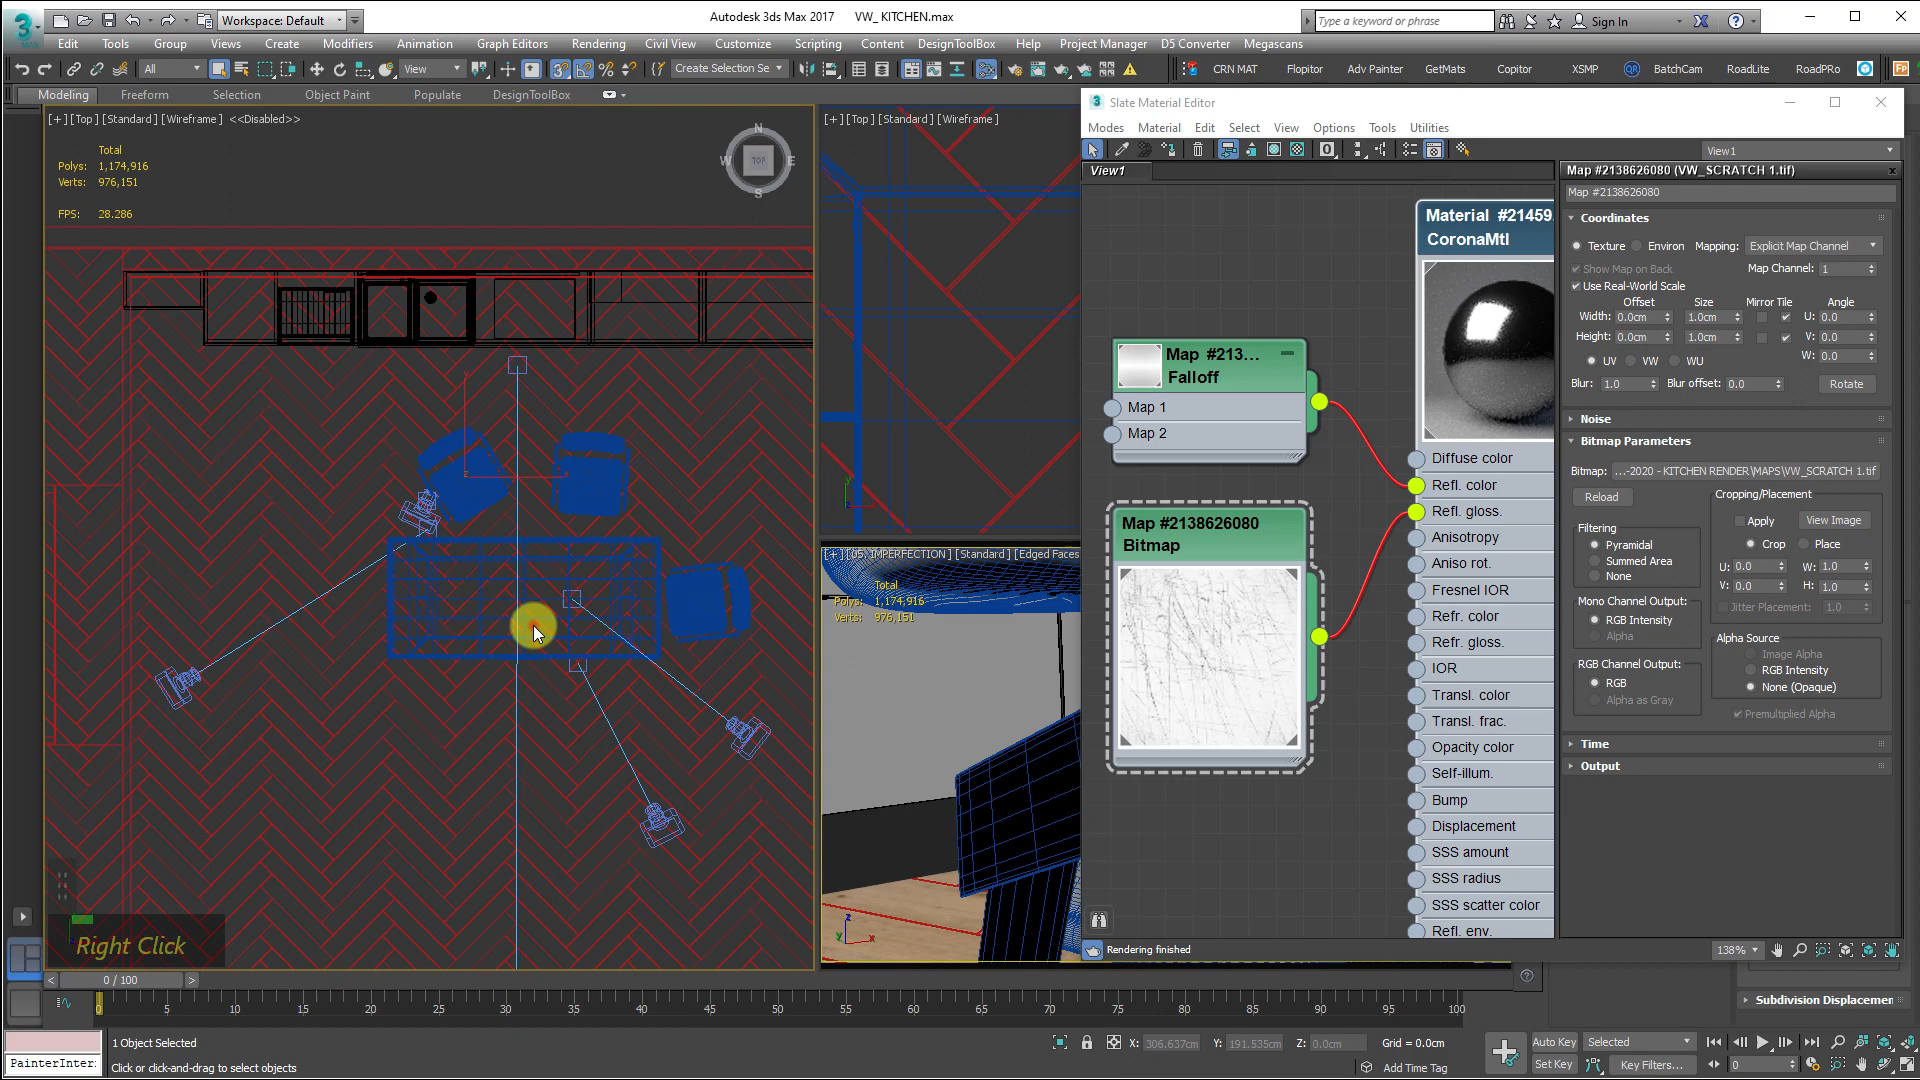 Workspace: Default
Autodesk 3ds Max 2017 VW_ KITCHEN.max
Type a keyword or phrase
Sign In
Edit Tools Group Views Create Modifiers Animation Graph Editors Rendering Civil View Customize Scripting Content DesignToolBox Help Project Manager D5 Converter Megascans
All View Create Selection Se CRN MAT Flopitor Adv Painter GetMats Copitor XSMP QR BatchCam RoadLite RoadPRo FP
Modeling Freeform Selection Object Paint Populate DesignToolBox
[+] [Top ] [Standard ] [Wireframe ] <<Disabled>>
Total
Polys: 1,174,916
Verts: 976,151
FPS: 28.286
N
W TOP E
S
[+] [Top ] [Standard ] [Wireframe ]
[+] [05. IMPERFECTION ] [Standard ] [Edged Faces
Total
Polys: 1,174,916
Verts: 976,151
Right Click
Slate Material Editor
Modes Material Edit Select View Options Tools Utilities
View1
View1
Map #213...
Falloff
Map 1
Map 2
Map #2138626080
Bitmap
Material #21459
CoronaMtl
Diffuse color
Refl. color
Refl. gloss.
Anisotropy
Aniso rot.
Fresnel IOR
Refr. color
Refr. gloss.
IOR
Transl. color
Transl. frac.
Opacity color
Self-illum.
Bump
Displacement
SSS amount
SSS radius
SSS scatter color
Refl. env.
Rendering finished
138%
Map #2138626080 (VW_SCRATCH 1.tif)
Map #2138626080
Coordinates
Texture Environ Mapping: Explicit Map Channel
Show Map on Back Map Channel: 1
Use Real-World Scale
Offset Size Mirror Tile Angle
Width: 0.0cm 1.0cm U: 0.0
Height: 0.0cm 1.0cm V: 0.0
UV VW WU W: 0.0
Blur: 1.0 Blur offset: 0.0 Rotate
Noise
Bitmap Parameters
Bitmap: ...-2020 - KITCHEN RENDER\MAPS\VW_SCRATCH 1.tif
Reload Cropping/Placement
Apply View Image
Crop Place
U: 0.0 W: 1.0
V: 0.0 H: 1.0
Jitter Placement: 1.0
Filtering
Pyramidal
Summed Area
None
Mono Channel Output:
RGB Intensity
Alpha
RGB Channel Output:
RGB
Alpha as Gray
Alpha Source
Image Alpha
RGB Intensity
None (Opaque)
Premultiplied Alpha
Time
Output
Subdivision Displacement
0 / 100
0 5 10 15 20 25 30 35 40 45 50 55 60 65 70 75 80 85 90 95 100
1 Object Selected
PainterInter:
Click or click-and-drag to select objects
X: 306.637cm Y: 191.535cm Z: 0.0cm Grid = 0.0cm
Add Time Tag
Auto Key Selected
Set Key Key Filters... 0